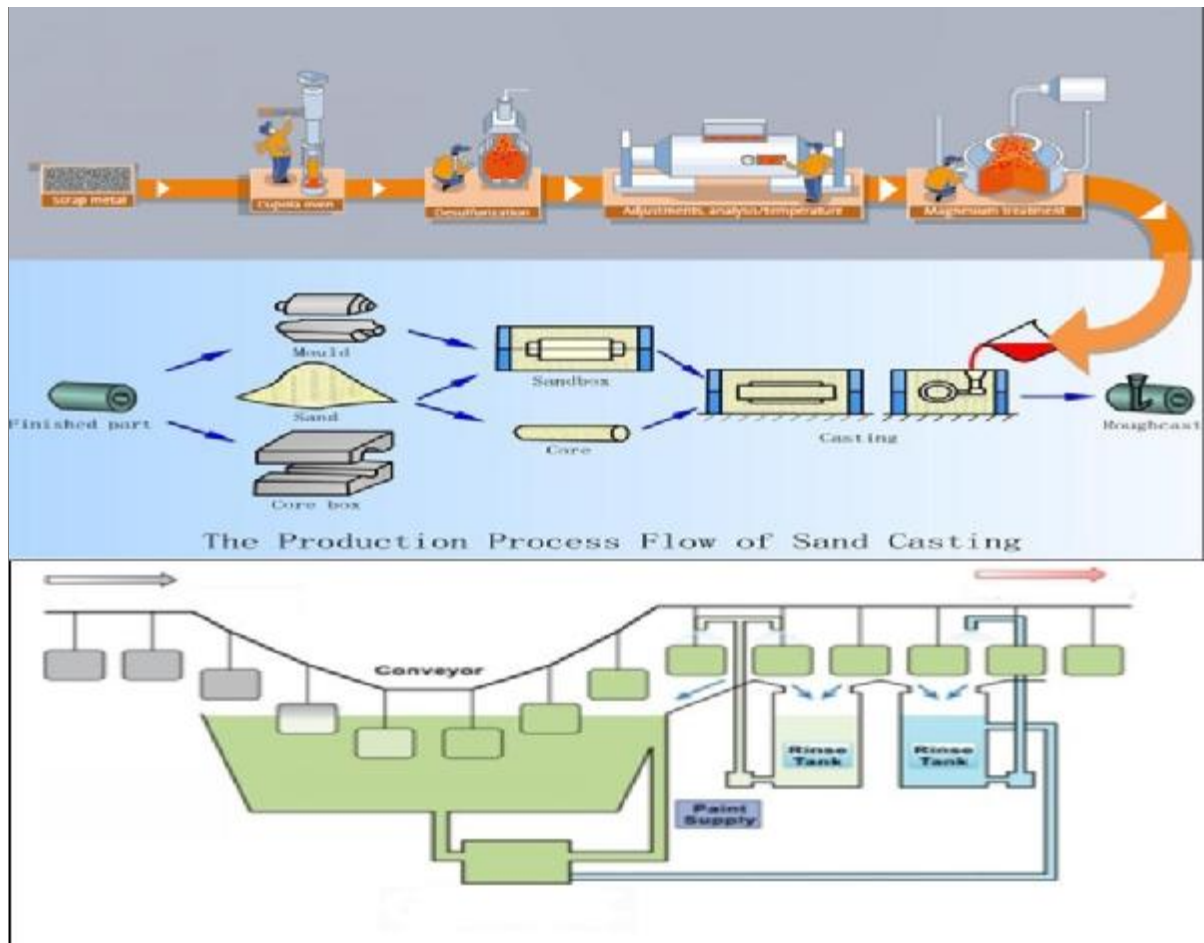 Scrap metal
Cupola oven
Desulfurization
Adjustments, analysis/temperature
Magnesium treatment
Mould
Sandbox
Sand
Finished part
Core
Casting
Roughcast
Core box
The Production Process Flow of Sand Casting
Conveyor
Rinse
Tank
Rinse
Tank
Paint
Supply